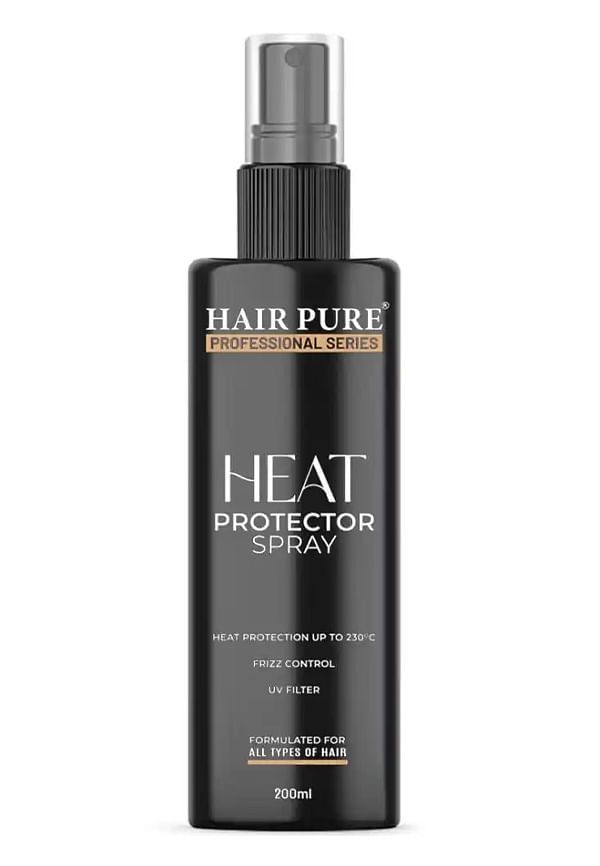 HAIR PURE®
PROFESSIONAL SERIES
HEAT
PROTECTOR
SPRAY
HEAT PROTECTION UP TO 230°C
FRIZZ CONTROL
UV FILTER
FORMULATED FOR
ALL TYPES OF HAIR
200ml